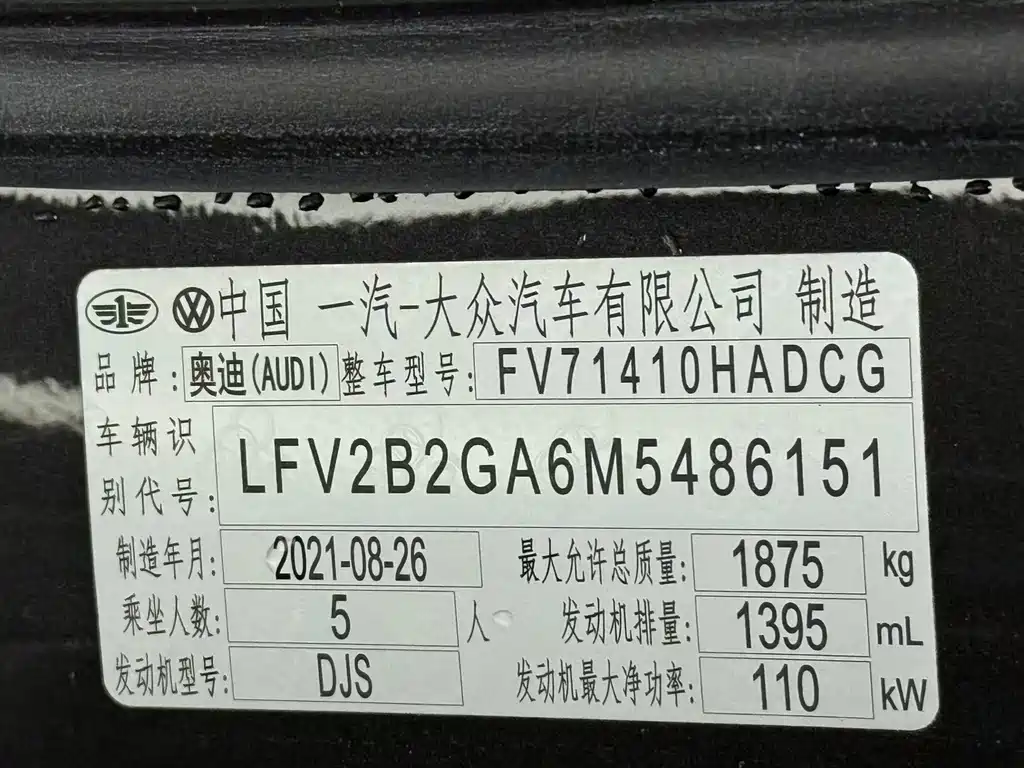 中国 一汽-大众汽车有限公司 制造
品牌: 奥迪(AUDI) 整车型号: FV71410HADCG
车辆识别代号: LFV2B2GA6M5486151
制造年月: 2021-08-26 最大允许总质量: 1875 kg
乘坐人数: 5 人 发动机排量: 1395 mL
发动机型号: DJS 发动机最大净功率: 110 kW